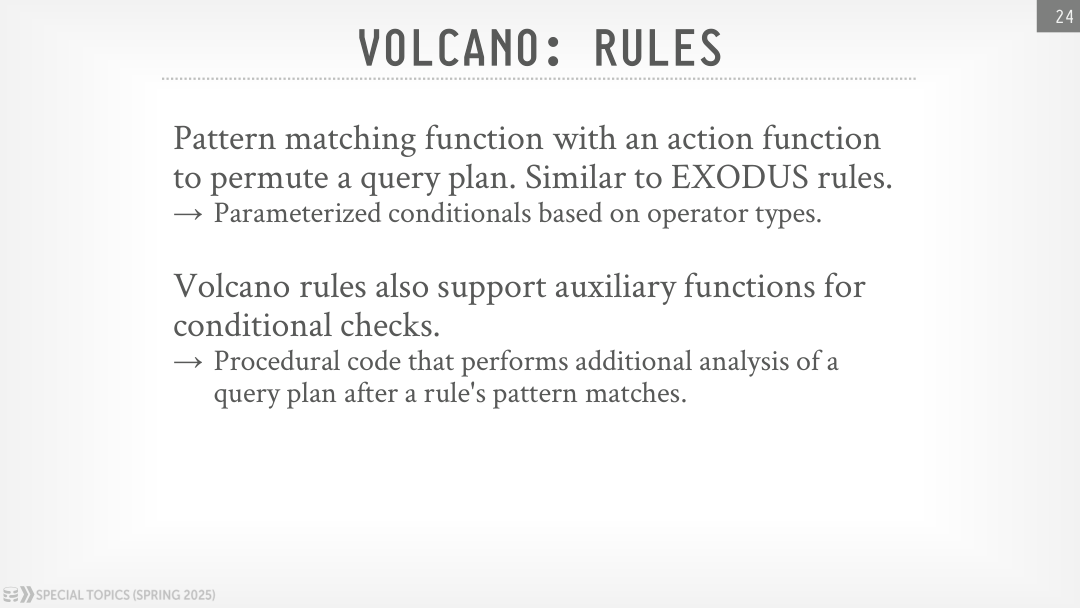 24
VOLCANO: RULES
Pattern matching function with an action function
to permute a query plan. Similar to EXODUS rules.
→ Parameterized conditionals based on operator types.
Volcano rules also support auxiliary functions for
conditional checks.
→ Procedural code that performs additional analysis of a
query plan after a rule's pattern matches.
SPECIAL TOPICS (SPRING 2025)